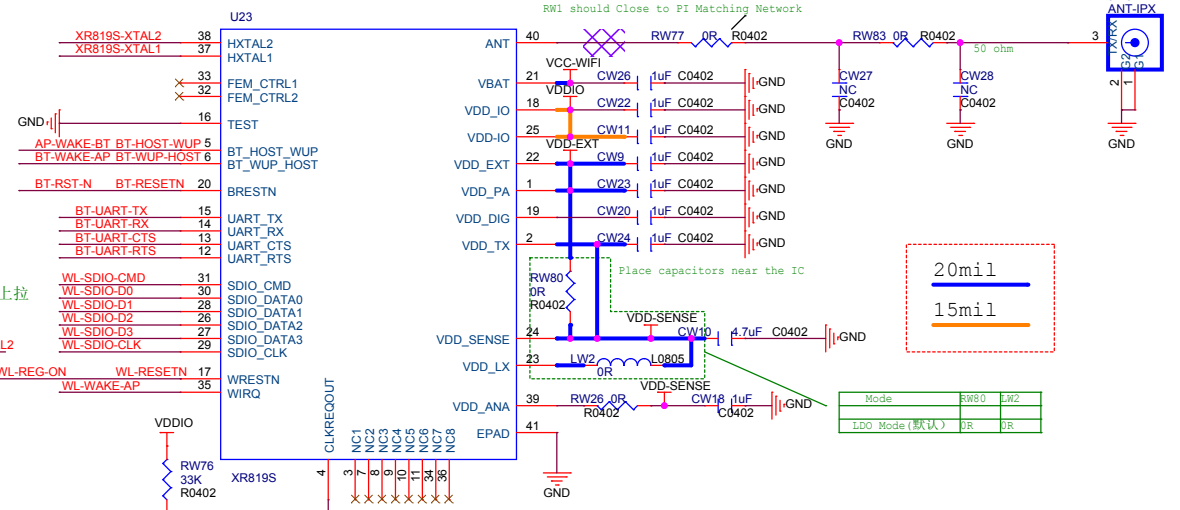 RW1 should Close to PI Matching Network
ANT-IPX
U23
XR819S-XTAL2 38 HXTAL2
XR819S-XTAL1 37 HXTAL1
ANT 40 RW77 0R R0402 RW83 0R R0402 50 ohm 3 TX/RX
G2 G1
2 1
CW27 NC C0402 GND
CW28 NC C0402 GND
GND
VCC-WIFI
33 FEM_CTRL1
32 FEM_CTRL2
VBAT 21 CW26 1uF C0402 GND
VDDIO
VDD_IO 18 CW22 1uF C0402 GND
GND 16 TEST
VDD-IO 25 CW11 1uF C0402 GND
VDD-EXT
AP-WAKE-BT BT-HOST-WUP 5 BT_HOST_WUP
BT-WAKE-AP BT-WUP-HOST 6 BT_WUP_HOST
VDD_EXT 22 CW9 1uF C0402 GND
BT-RST-N BT-RESETN 20 BRESTN
VDD_PA 1 CW23 1uF C0402 GND
BT-UART-TX 15 UART_TX
BT-UART-RX 14 UART_RX
BT-UART-CTS 13 UART_CTS
BT-UART-RTS 12 UART_RTS
VDD_DIG 19 CW20 1uF C0402 GND
VDD_TX 2 CW24 1uF C0402 GND
Place capacitors near the IC
RW80
0R
R0402
20mil
15mil
上拉
WL-SDIO-CMD 31 SDIO_CMD
WL-SDIO-D0 30 SDIO_DATA0
WL-SDIO-D1 28 SDIO_DATA1
WL-SDIO-D2 26 SDIO_DATA2
WL-SDIO-D3 27 SDIO_DATA3
L2 WL-SDIO-CLK 29 SDIO_CLK
VDD-SENSE
VDD_SENSE 24 CW10 4.7uF C0402 GND
VDD_LX 23 LW2 0R L0805
WL-REG-ON WL-RESETN 17 WRESTN
WL-WAKE-AP 35 WIRQ
VDD-SENSE
VDD_ANA 39 RW26 0R R0402 CW18 1uF C0402 GND
Mode RW80 LW2
LDO Mode(默认) 0R 0R
EPAD 41
GND
CLKREQOUT NC1 NC2 NC3 NC4 NC5 NC6 NC7 NC8
4 3 7 8 9 10 11 34 36
VDDIO
RW76
33K
R0402
XR819S